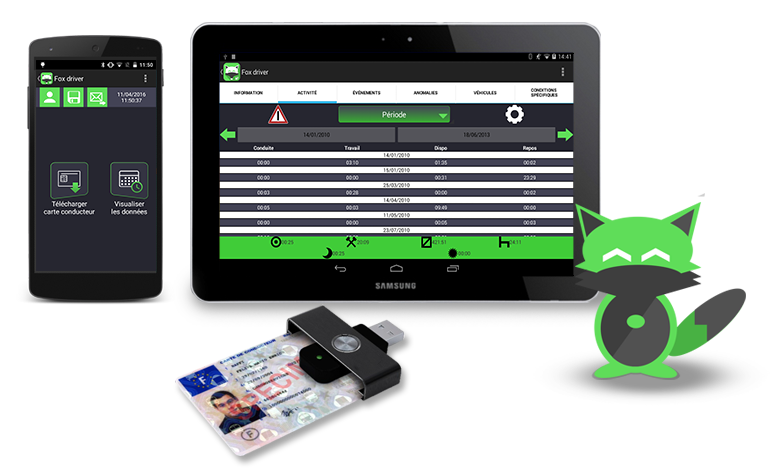 11:50
Fox driver
11/04/2016
11:50:37
Télécharger
carte conducteur
Visualiser
les données
14:41
Fox driver
INFORMATION ACTIVITÉ ÉVÉNEMENTS ANOMALIES VÉHICULES CONDITIONS
SPÉCIFIQUES
Période
14/01/2010 18/06/2013
Conduite Travail Dispo Repos
14/01/2010
00:00 03:10 01:35 00:02
15/01/2010
00:00 00:00 00:31 23:29
25/03/2010
00:03 00:28 00:00 00:02
14/04/2010
00:05 00:03 09:49 00:00
11/05/2010
00:00 00:00 00:05 00:03
23/07/2010
00:25 20:09 421:51 04:11
00:25 00:00
SAMSUNG
F
F